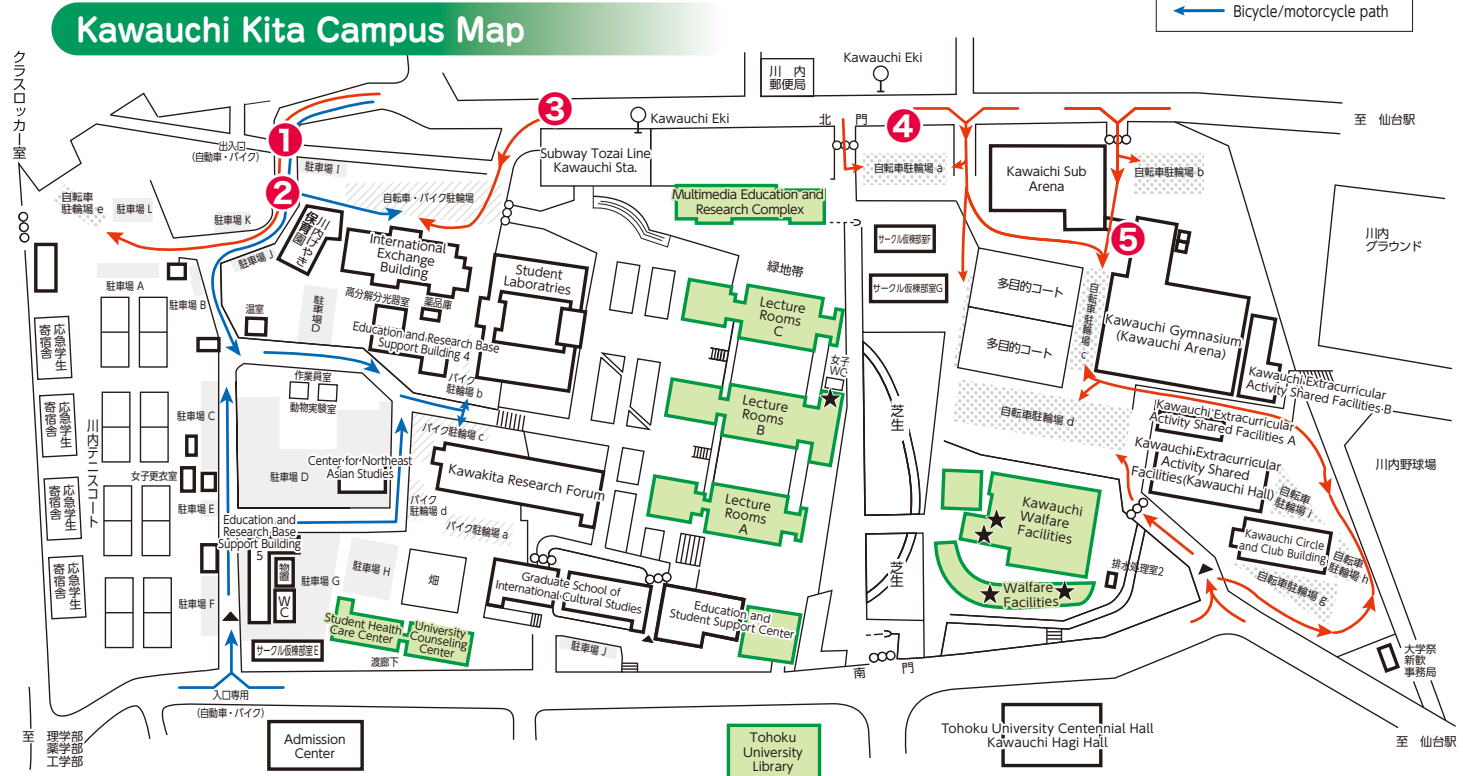 Kawauchi Kita Campus Map
Bicycle/motorcycle path
クラスロッカー室
川内
郵便局
Kawauchi Eki
Kawauchi Eki
北門
至 仙台駅
1
2
3
4
5
出入口
(自動車・バイク)
駐車場 I
Subway Tozai Line
Kawauchi Sta.
自転車駐輪場 a
Kawaichi Sub
Arena
自転車駐輪場 b
自転車
駐輪場 e
駐車場 L
駐車場 K
自転車・バイク駐輪場
Multimedia Education and
Research Complex
川内けやき
保育園
International
Exchange
Building
サークル仮棟部室F
川内
グラウンド
駐車場 J
駐車場 A
駐車場 B
Student
Laboratries
緑地帯
サークル仮棟部室G
多目的コート
多目的コート
自転車駐輪場 c
Kawauchi Gymnasium
(Kawauchi Arena)
高分解分光器室
薬品庫
駐車場D
温室
Education and Research Base
Support Building 4
Lecture
Rooms
C
女子
WC
応急学生
寄宿舎
応急学生
寄宿舎
応急学生
寄宿舎
応急学生
寄宿舎
川内テニスコート
作業員室
動物実験室
バイク
駐輪場 b
Lecture
Rooms
B
芝生
Kawauchi Extracurricular
Activity Shared Facilities B
駐車場 C
バイク駐輪場 c
自転車駐輪場 d
Kawauchi Extracurricular
Activity Shared Facilities A
女子更衣室
駐車場 D
Center for Northeast
Asian Studies
Kawakita Research Forum
Kawauchi Extracurricular
Activity Shared
Facilities(Kawauchi Hall)
川内野球場
駐車場 E
Education and
Research Base
Support Building
5
バイク
駐輪場 d
バイク駐輪場 a
Lecture
Rooms
A
Kawauchi
Welfare
Facilities
自転車
駐輪場 i
Kawauchi Circle
and Club Building
自転車
駐輪場 h
物置
WC
駐車場 G
駐車場 H
畑
芝生
排水処理室2
自転車駐輪場 g
Graduate School of
International Cultural Studies
Welfare
Facilities
駐車場 F
Student Health
Care Center
University
Counseling
Center
Education and
Student Support Center
サークル仮棟部室E
渡廊下
駐車場 J
南門
大学祭
新歓
事務局
入口専用
(自動車・バイク)
至 理学部
薬学部
工学部
Admission
Center
Tohoku
University
Library
Tohoku University Centennial Hall
Kawauchi Hagi Hall
至 仙台駅